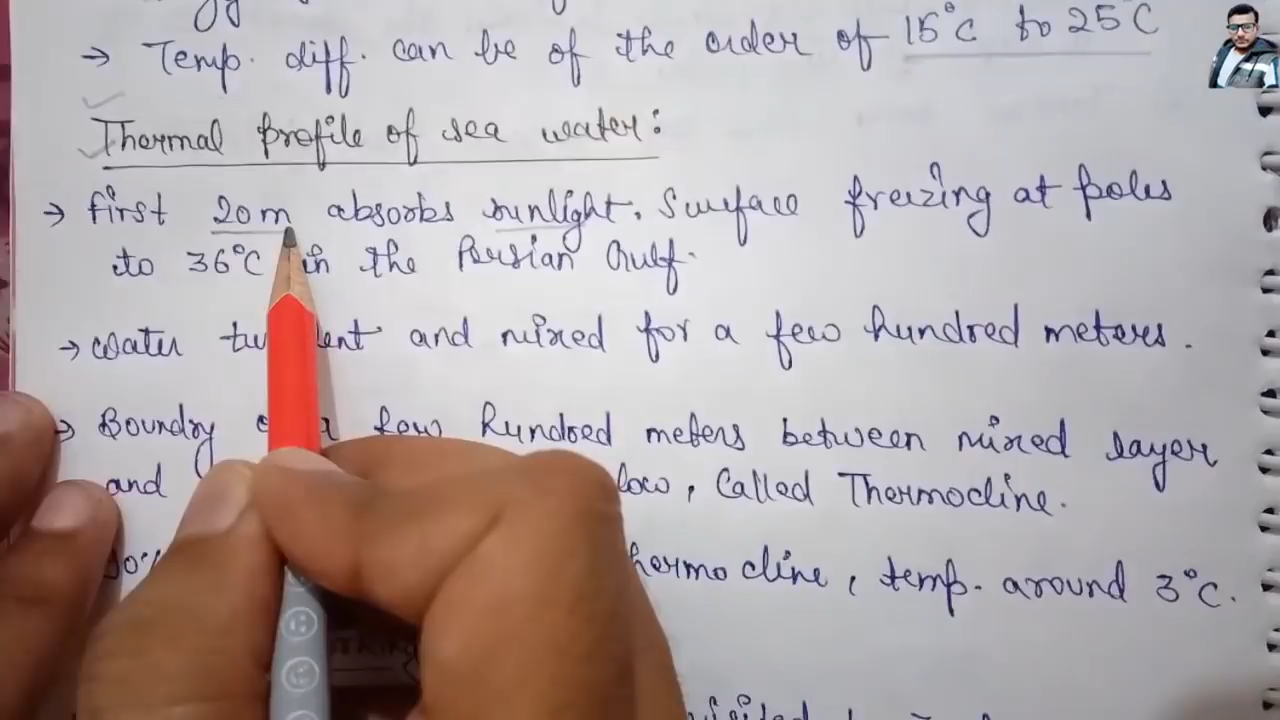 → Temp. diff. can be of the order of 15°C to 25°C
Thermal profile of sea water:
→ first 20m absorbs sunlight. Surface freezing at poles
to 36°C in the Persian Gulf.
→ Water and mixed for a few hundred meters.
→ Boundry few hundred meters between mixed layer
and called Thermocline.
temp. around 3°C.